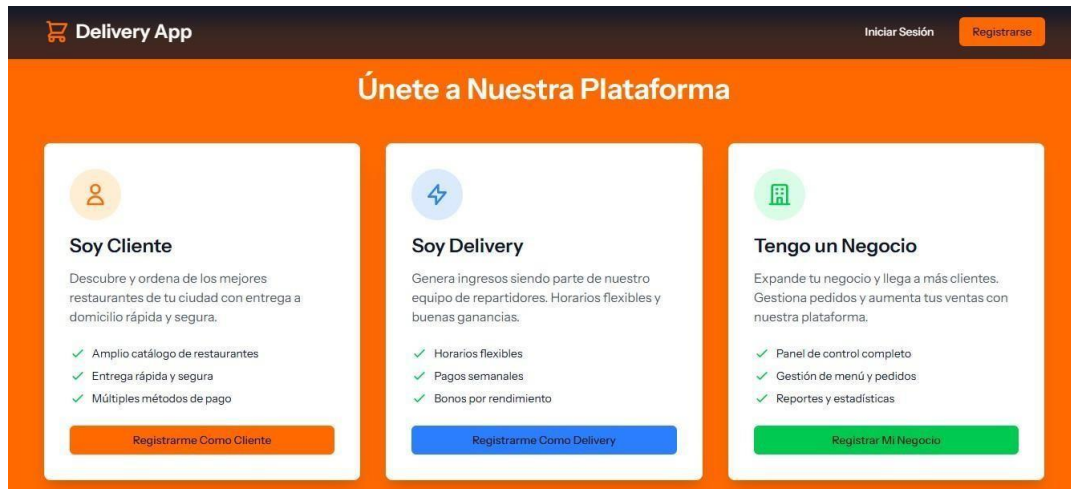 Delivery App
Iniciar Sesión
Registrarse
Únete a Nuestra Plataforma
Soy Cliente
Descubre y ordena de los mejores
restaurantes de tu ciudad con entrega a
domicilio rápida y segura.
Amplio catálogo de restaurantes
Entrega rápida y segura
Múltiples métodos de pago
Registrarme Como Cliente
Soy Delivery
Genera ingresos siendo parte de nuestro
equipo de repartidores. Horarios flexibles y
buenas ganancias.
Horarios flexibles
Pagos semanales
Bonos por rendimiento
Registrarme Como Delivery
Tengo un Negocio
Expande tu negocio y llega a más clientes.
Gestiona pedidos y aumenta tus ventas con
nuestra plataforma.
Panel de control completo
Gestión de menú y pedidos
Reportes y estadísticas
Registrar Mi Negocio